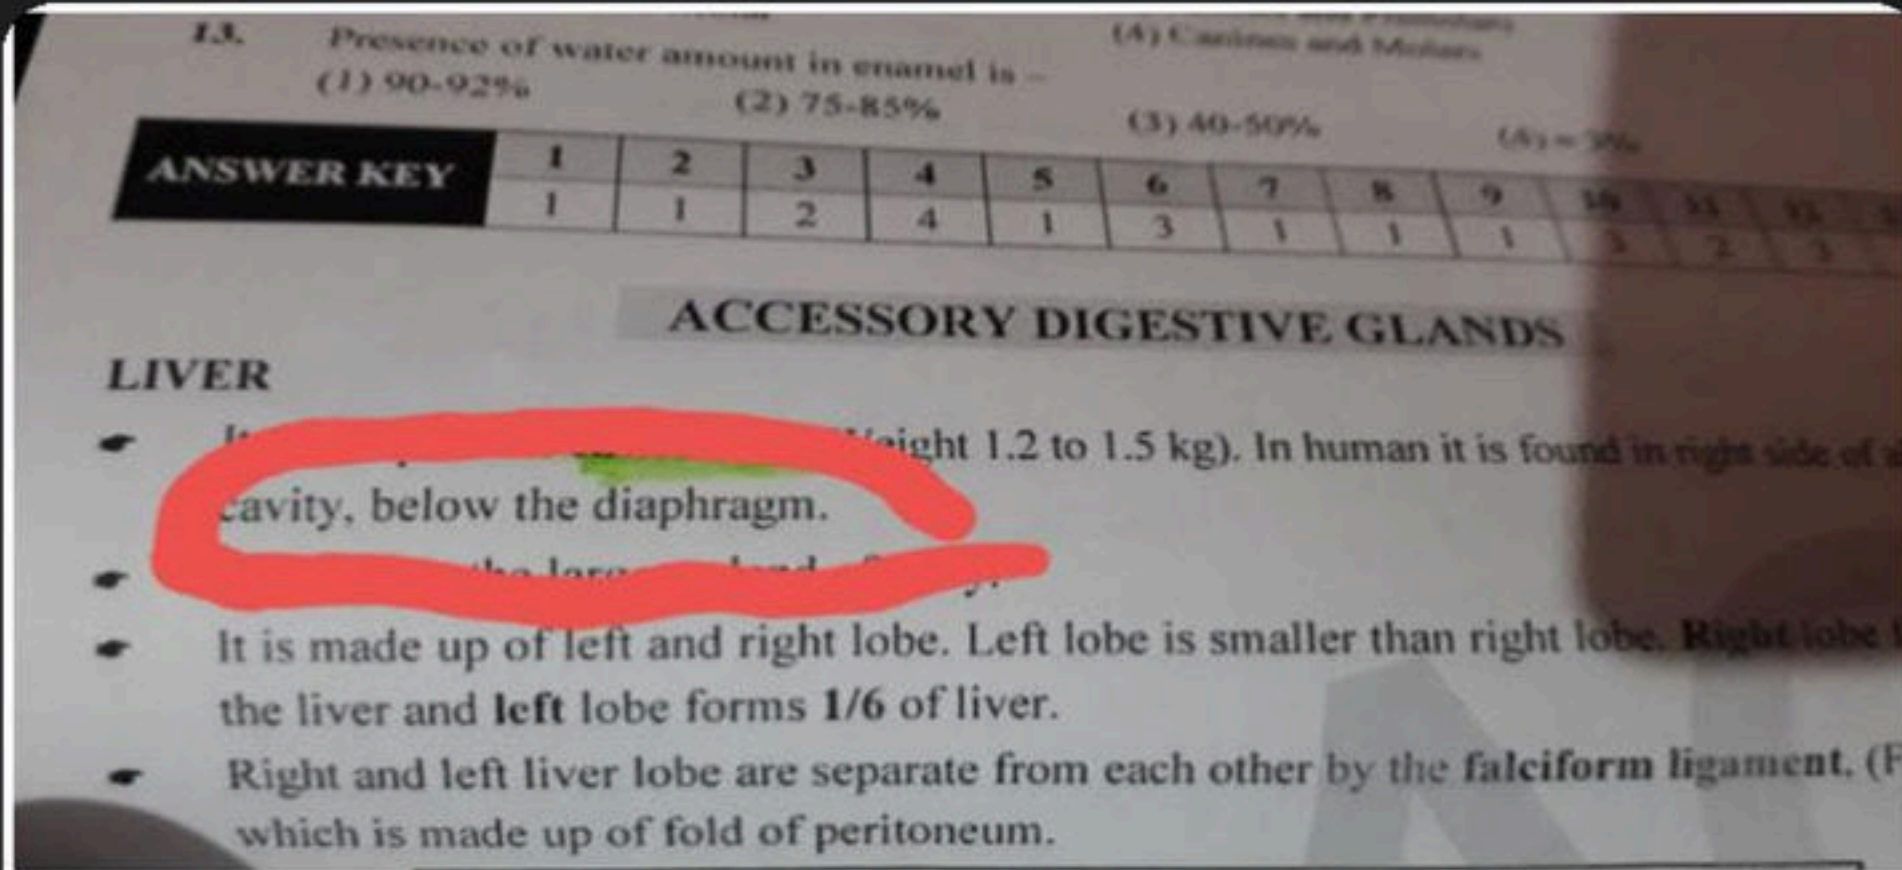 (4) Canines and Molars
13. Presence of water amount in enamel is –
(1) 90-92% (2) 75-85% (3) 40-50%
ANSWER KEY 1 2 3 4 5 6 7 8 9 10 11 12
1 1 2 4 1 3 1 1 1 3 2 3
ACCESSORY DIGESTIVE GLANDS
LIVER
1.2 to 1.5 kg). In human it is found in right side of
cavity, below the diaphragm.
It is made up of left and right lobe. Left lobe is smaller than right lobe. Right lobe
the liver and left lobe forms 1/6 of liver.
Right and left liver lobe are separate from each other by the falciform ligament. (F
which is made up of fold of peritoneum.